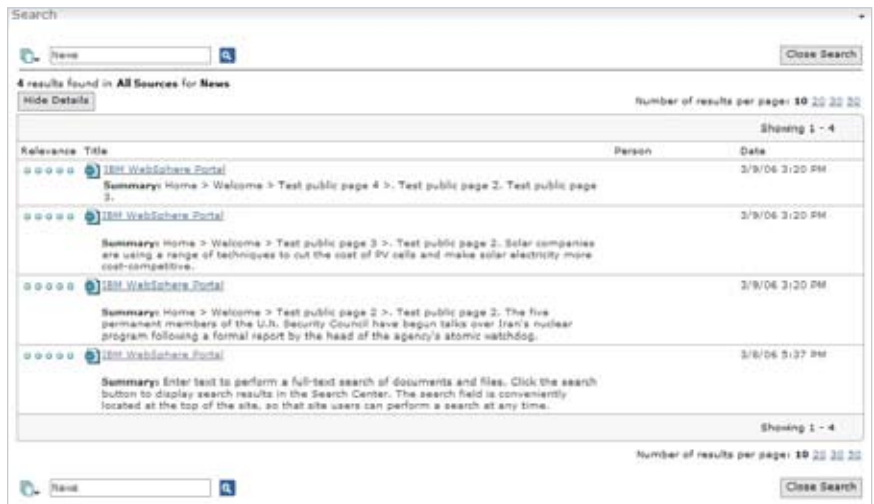 Search
News
Close Search
4 results found in All Sources for News
Hide Details
Number of results per page: 10 20 30 50
Showing 1 - 4
Relevance Title Person Date
IBM WebSphere Portal 3/9/06 3:20 PM
Summary: Home > Welcome > Test public page 4 >. Test public page 2. Test public page
3.
IBM WebSphere Portal 3/9/06 3:20 PM
Summary: Home > Welcome > Test public page 3 >. Test public page 2. Solar companies
are using a range of techniques to cut the cost of PV cells and make solar electricity more
cost-competitive.
IBM WebSphere Portal 3/9/06 3:20 PM
Summary: Home > Welcome > Test public page 2 >. Test public page 2. The five
permanent members of the U.N. Security Council have begun talks over Iran's nuclear
program following a formal report by the head of the agency's atomic watchdog.
IBM WebSphere Portal 3/8/06 5:37 PM
Summary: Enter text to perform a full-text search of documents and files. Click the search
button to display search results in the Search Center. The search field is conveniently
located at the top of the site, so that site users can perform a search at any time.
Showing 1 - 4
Number of results per page: 10 20 30 50
News
Close Search